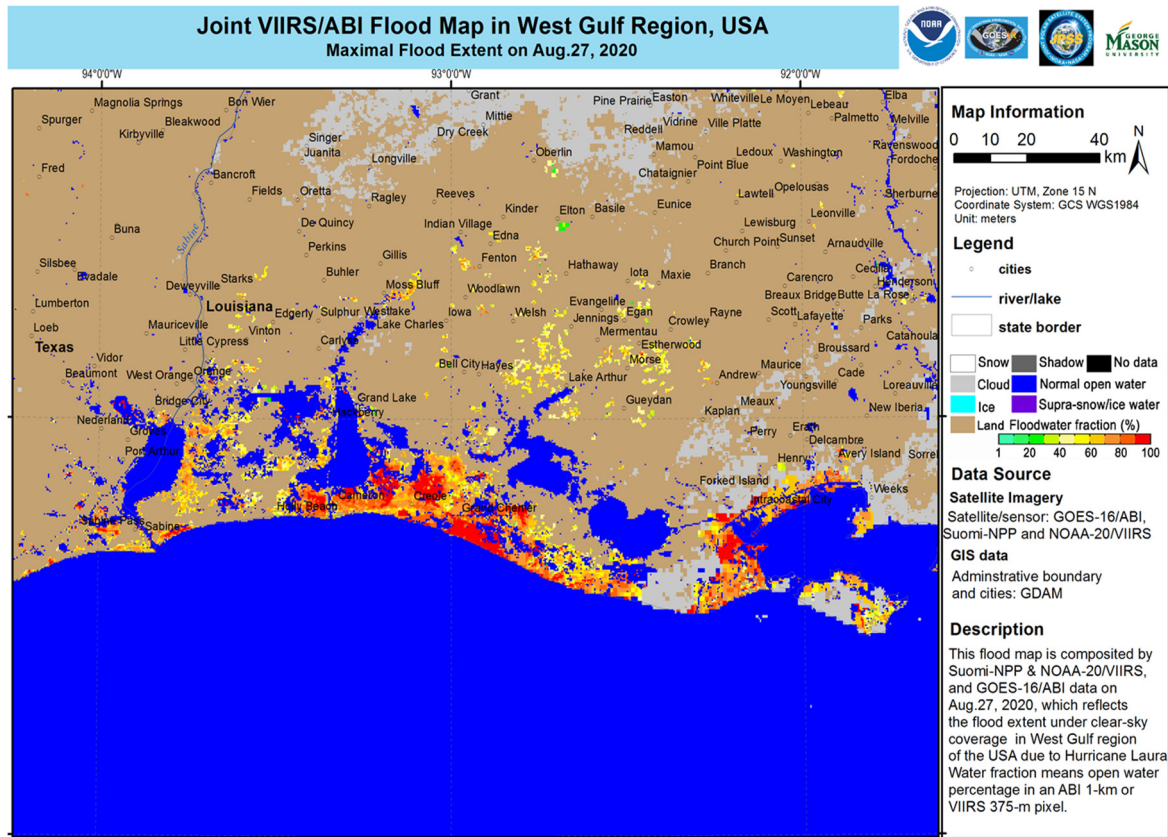 Joint VIIRS/ABI Flood Map in West Gulf Region, USA
Maximal Flood Extent on Aug.27, 2020
NOAA
GOES-R
JPSS
GEORGE
MASON
UNIVERSITY
94°0'0"W 93°0'0"W 92°0'0"W
Magnolia Springs Bon Wier Grant Pine Prairie Easton Whiteville Le Moyen Elba
Lebeau
Spurger Bleakwood Mittie Vidrine Ville Platte Palmetto Melville
Kirbyville Singer Dry Creek Reddell
Juanita Longville Oberlin Mamou Ledoux Washington Ravenswood
Fred Bancroft Chataignier Point Blue Fordoche
Fields Oretta Ragley Reeves Lawtell Opelousas Sherburne
Kinder Elton Basile Eunice
Buna Sabine De Quincy Indian Village Lewisburg Leonville
Edna Church Point Sunset Arnaudville
Perkins Fenton
Silsbee Evadale Buhler Gillis Hathaway Iota Maxie Branch Carencro Cecilia
Starks Moss Bluff Woodlawn Henderson
Deweyville Evangeline Breaux Bridge Butte La Rose
Lumberton Louisiana Edgerly Sulphur Westlake Iowa Welsh Jennings Egan Rayne Scott Lafayette Parks
Loeb Mauriceville Vinton Lake Charles Mermentau Crowley
Texas Little Cypress Carlyss Estherwood Broussard Catahoula
Vidor Bell City Hayes Morse Maurice Cade
Beaumont West Orange Orange Lake Arthur Andrew Youngsville Loreauville
Bridge City Grand Lake Gueydan Meaux New Iberia
Nederland Hackberry Kaplan
Groves Perry Erath
Port Arthur Delcambre
Henry Avery Island Sorrel
Forked Island
Cameron Creole Intracoastal City Weeks
Holly Beach Grand Chenier
Sabine Pass Sabine
Map Information
0 10 20 40
km
N
Projection: UTM, Zone 15 N
Coordinate System: GCS WGS1984
Unit: meters
Legend
cities
river/lake
state border
Snow Shadow No data
Cloud Normal open water
Ice Supra-snow/ice water
Land Floodwater fraction (%)
1 20 40 60 80 100
Data Source
Satellite Imagery
Satellite/sensor: GOES-16/ABI,
Suomi-NPP and NOAA-20/VIIRS
GIS data
Adminstrative boundary
and cities: GDAM
Description
This flood map is composited by
Suomi-NPP & NOAA-20/VIIRS,
and GOES-16/ABI data on
Aug.27, 2020, which reflects
the flood extent under clear-sky
coverage in West Gulf region
of the USA due to Hurricane Laura
Water fraction means open water
percentage in an ABI 1-km or
VIIRS 375-m pixel.